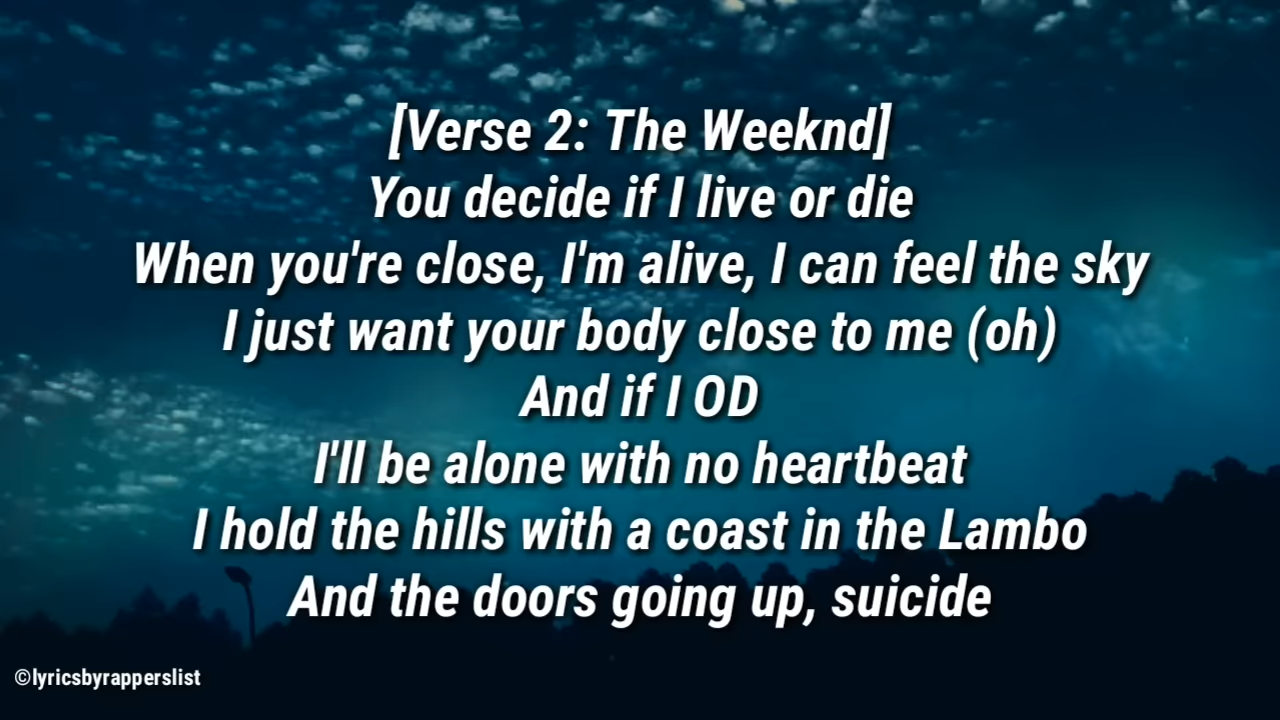 [Verse 2: The Weeknd]
You decide if I live or die
When you're close, I'm alive, I can feel the sky
I just want your body close to me (oh)
And if I OD
I'll be alone with no heartbeat
I hold the hills with a coast in the Lambo
And the doors going up, suicide
©lyricsbyrapperslist